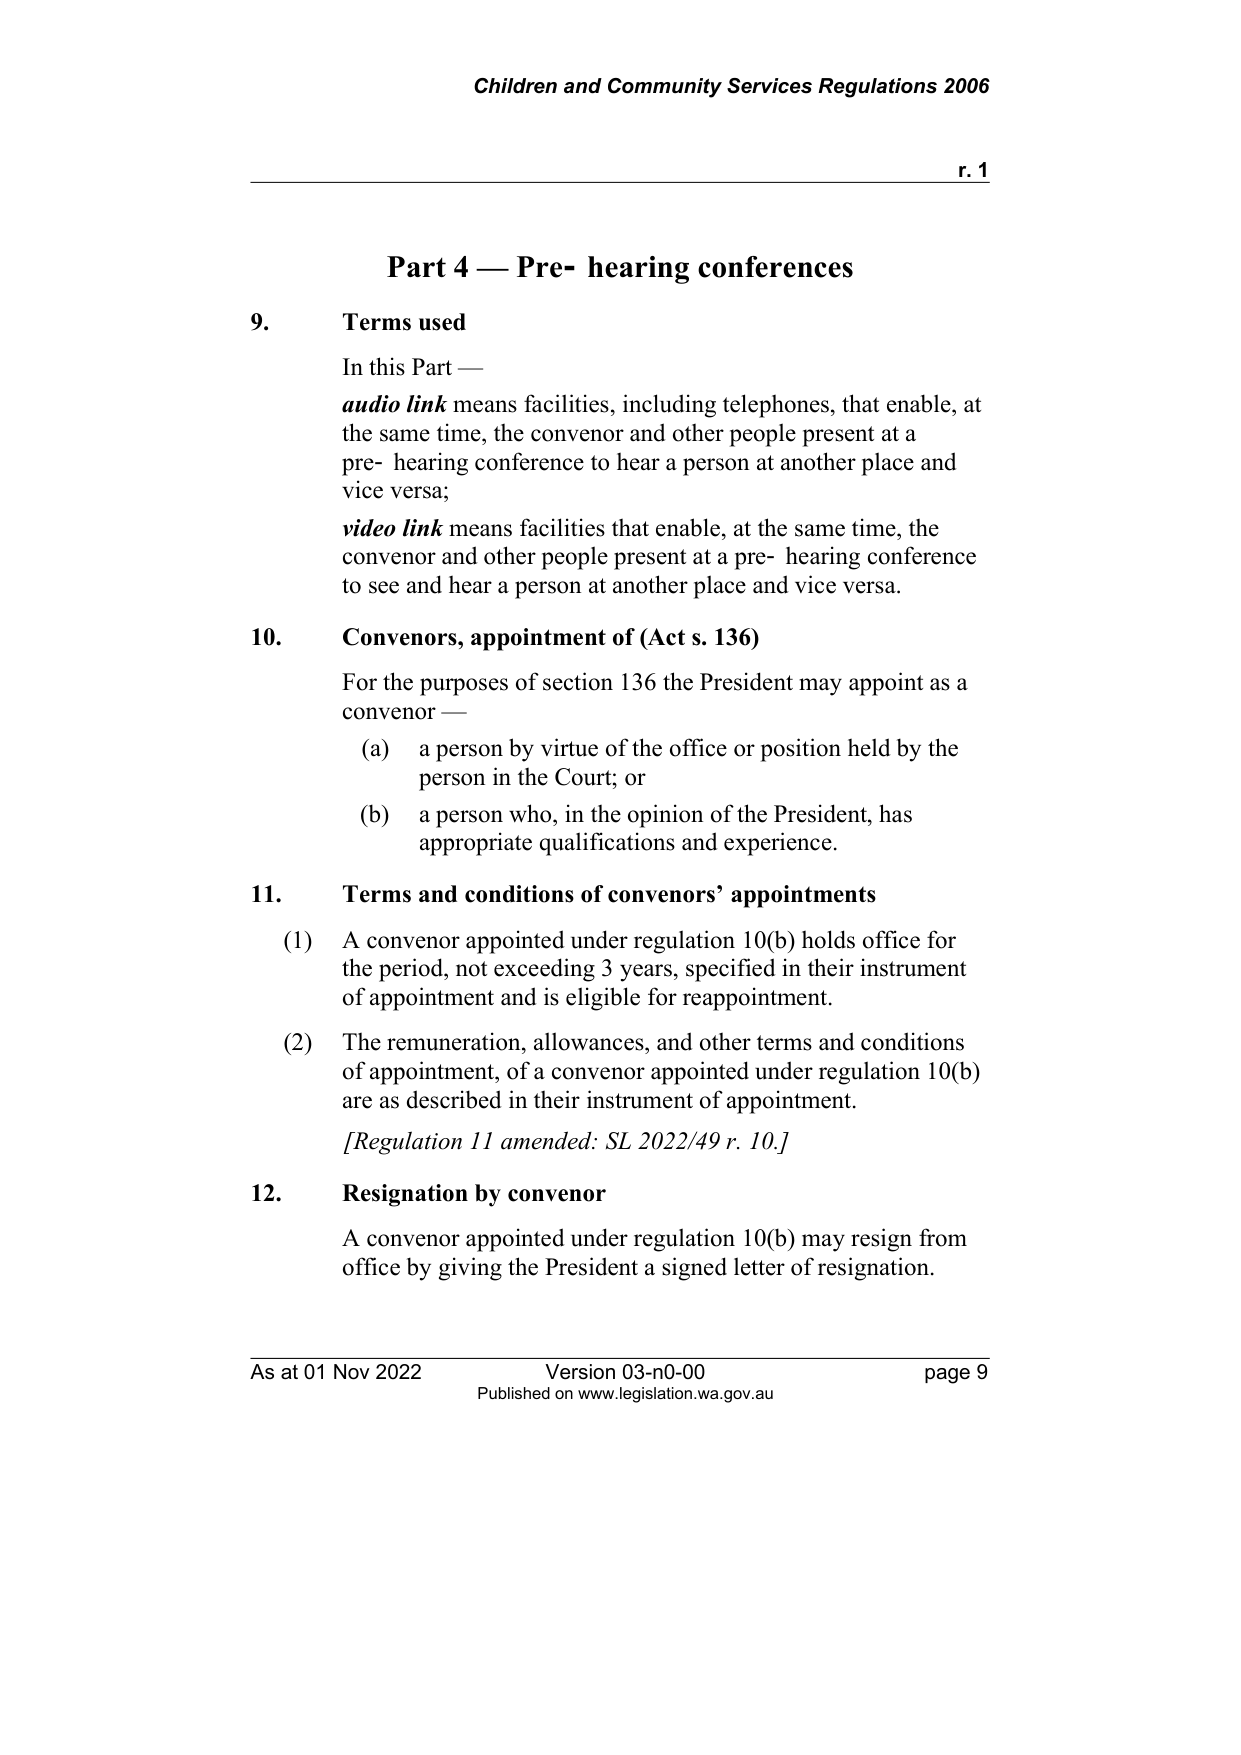 Children and Community Services Regulations 2006
r. 1
Part 4 — Pre- hearing conferences
9. Terms used
In this Part —
audio link means facilities, including telephones, that enable, at
the same time, the convenor and other people present at a
pre- hearing conference to hear a person at another place and
vice versa;
video link means facilities that enable, at the same time, the
convenor and other people present at a pre- hearing conference
to see and hear a person at another place and vice versa.
10. Convenors, appointment of (Act s. 136)
For the purposes of section 136 the President may appoint as a
convenor —
(a) a person by virtue of the office or position held by the
person in the Court; or
(b) a person who, in the opinion of the President, has
appropriate qualifications and experience.
11. Terms and conditions of convenors’ appointments
(1) A convenor appointed under regulation 10(b) holds office for
the period, not exceeding 3 years, specified in their instrument
of appointment and is eligible for reappointment.
(2) The remuneration, allowances, and other terms and conditions
of appointment, of a convenor appointed under regulation 10(b)
are as described in their instrument of appointment.
[Regulation 11 amended: SL 2022/49 r. 10.]
12. Resignation by convenor
A convenor appointed under regulation 10(b) may resign from
office by giving the President a signed letter of resignation.
As at 01 Nov 2022 Version 03-n0-00 page 9
Published on www.legislation.wa.gov.au